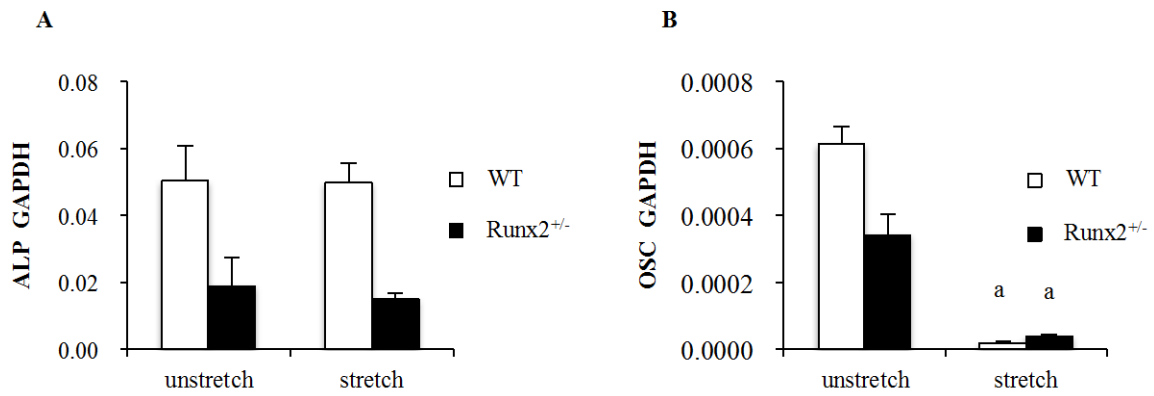 A
0.08
0.06
0.04
0.02
0.00
ALP GAPDH
unstretch
stretch
WT
Runx2+/-
B
0.0008
0.0006
0.0004
0.0002
0.0000
OSC GAPDH
unstretch
stretch
a
a
WT
Runx2+/-